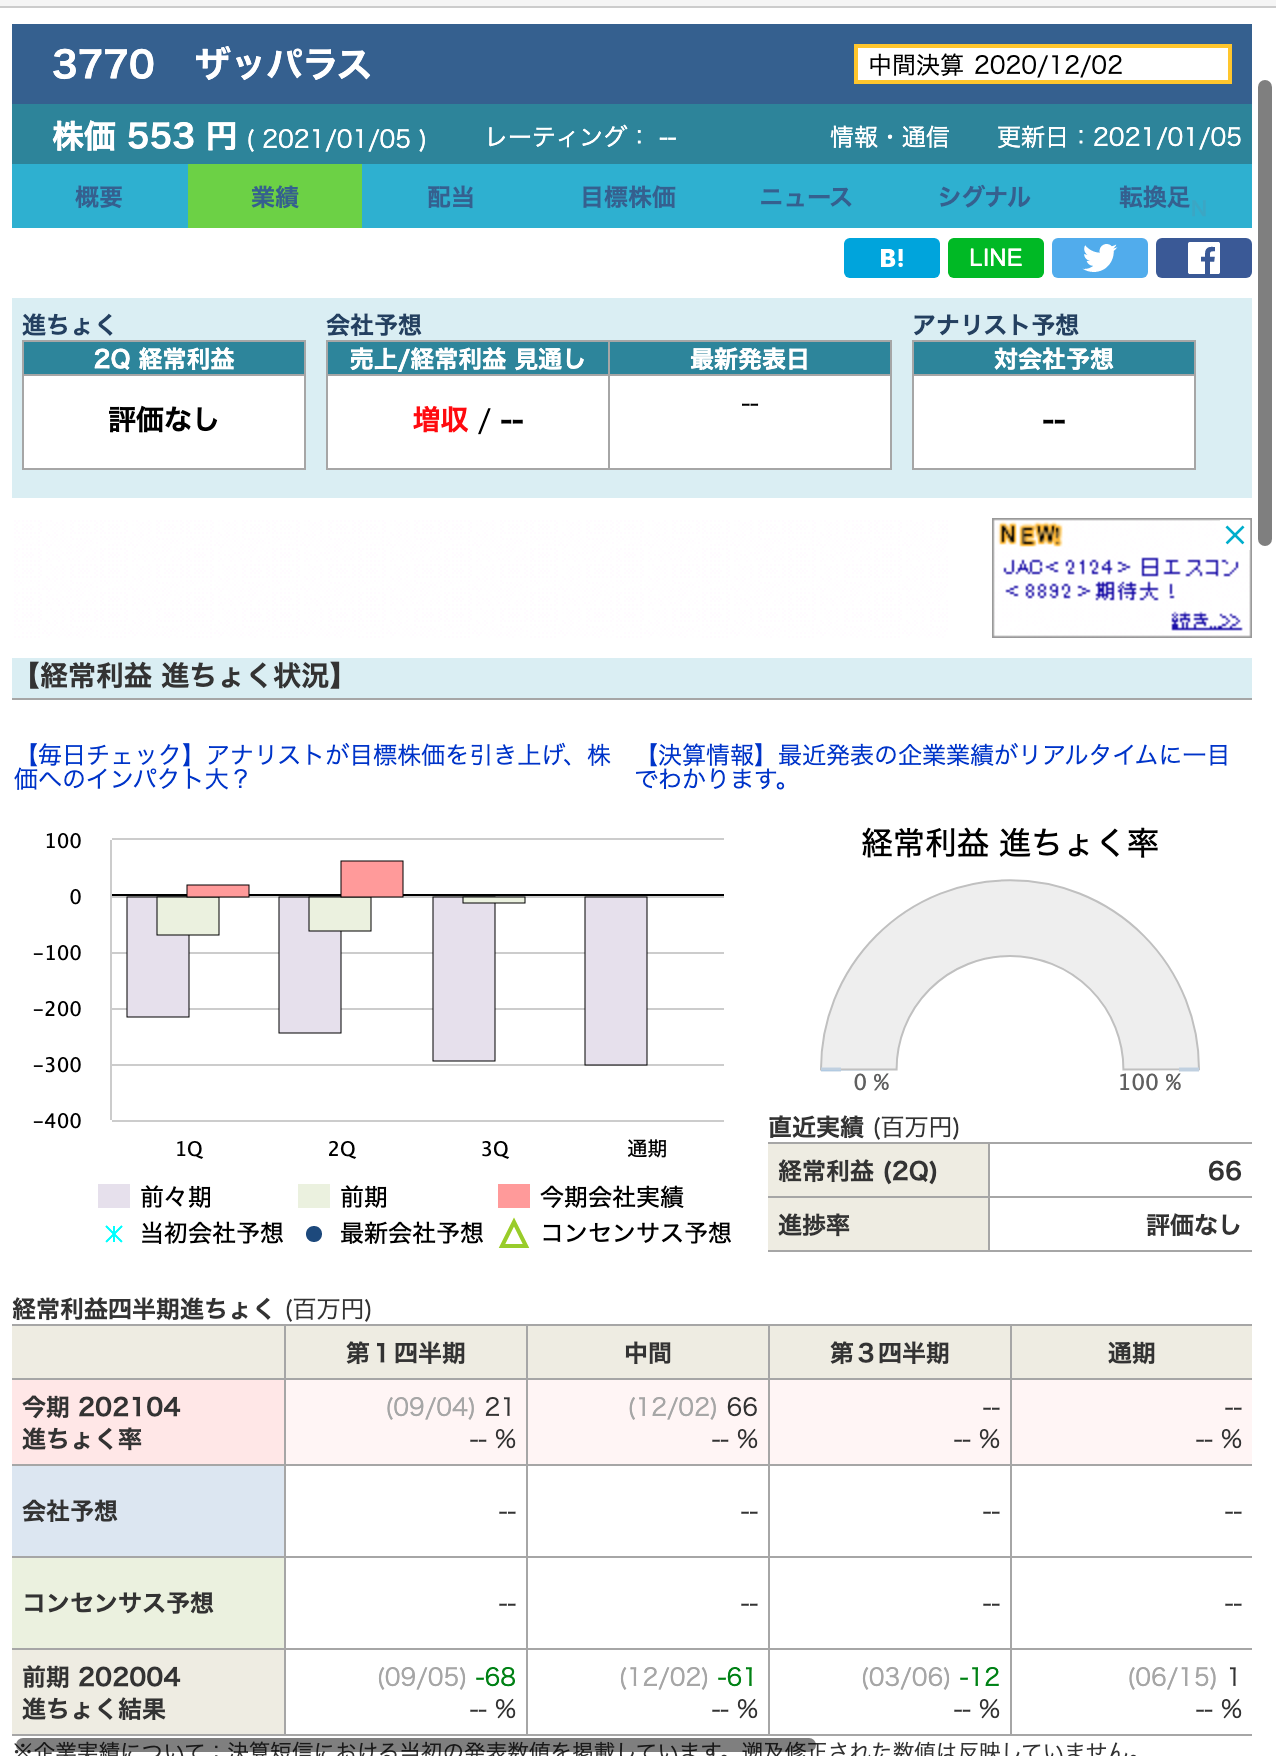 3770 ザッパラス
中間決算 2020/12/02
株価 553 円 ( 2021/01/05 ) レーティング： -- 情報・通信 更新日：2021/01/05
概要 業績 配当 目標株価 ニュース シグナル 転換足
B! LINE
進ちょく 会社予想 アナリスト予想
2Q 経常利益 売上/経常利益 見通し 最新発表日 対会社予想
評価なし 増収 / -- -- --
NEW!
JAC<2124> 日エスコン
<8892>期待大！
続き..>>
【経常利益 進ちょく状況】
【毎日チェック】アナリストが目標株価を引き上げ、株
価へのインパクト大？
【決算情報】最近発表の企業業績がリアルタイムに一目
でわかります。
100
0
-100
-200
-300
-400
1Q 2Q 3Q 通期
前々期 前期 今期会社実績
当初会社予想 最新会社予想 コンセンサス予想
経常利益 進ちょく率
0 % 100 %
直近実績 (百万円)
経常利益 (2Q) 66
進捗率 評価なし
経常利益四半期進ちょく (百万円)
第１四半期 中間 第３四半期 通期
今期 202104 (09/04) 21 (12/02) 66 -- --
進ちょく率 -- % -- % -- % -- %
会社予想 -- -- -- --
コンセンサス予想 -- -- -- --
前期 202004 (09/05) -68 (12/02) -61 (03/06) -12 (06/15) 1
進ちょく結果 -- % -- % -- % -- %
※企業実績について：決算短信における当初の発表数値を掲載しています。遡及修正された数値は反映していません。